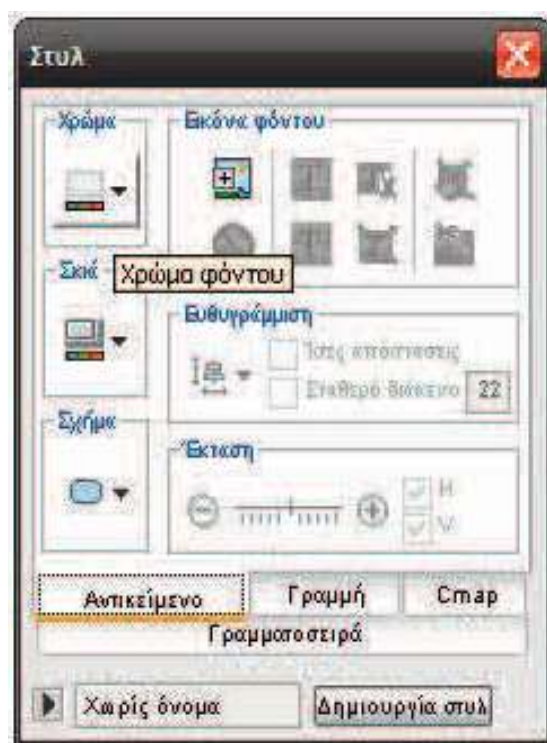 Στυλ
Χρώμα
Εικόνα φόντου
Σκιά
Χρώμα φόντου
Ευθυγράμμιση
Ίσες αποστάσεις
Σταθερό διάκενο 22
Σχήμα
Έκταση
H
V
Αντικείμενο Γραμμή Cmap
Γραμματοσειρά
Χωρίς όνομα Δημιουργία στυλ